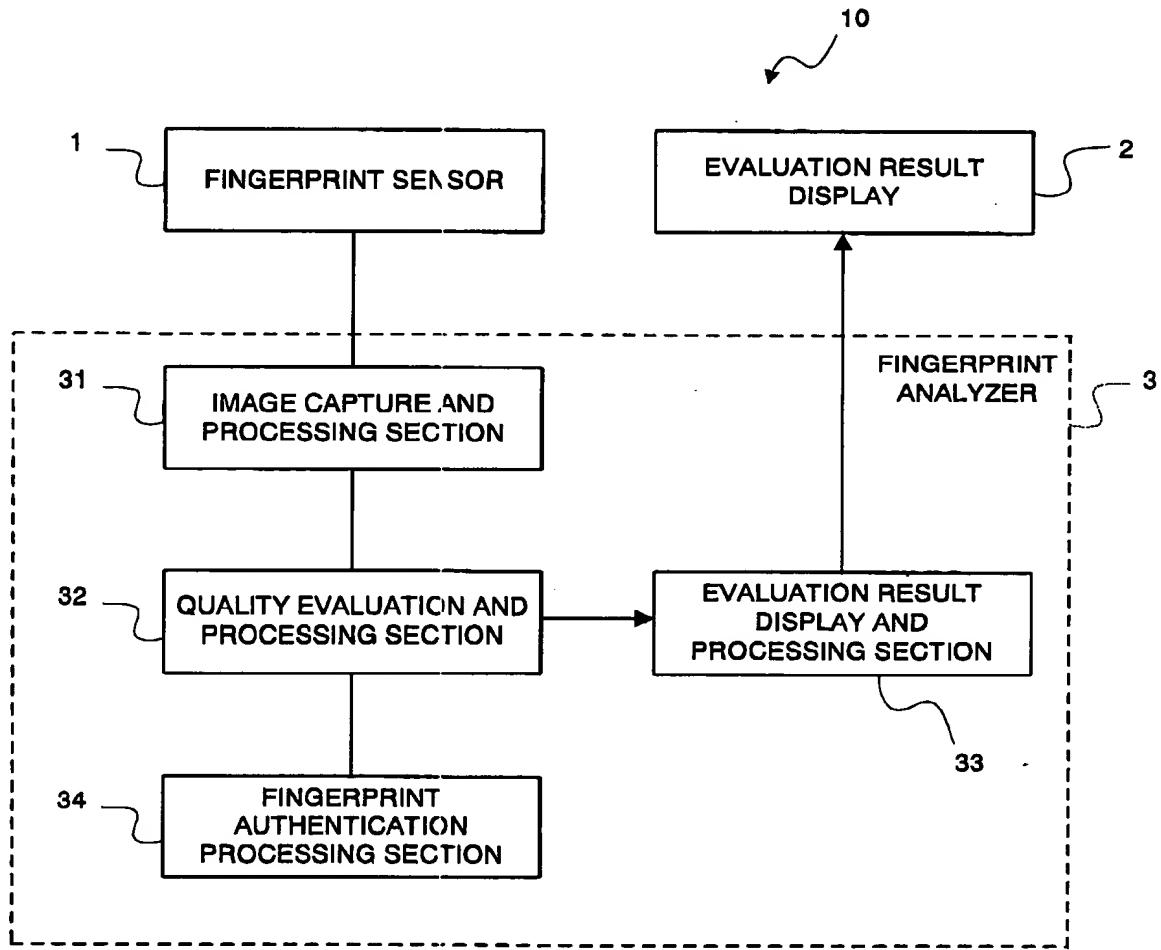 10
1
FINGERPRINT SENSOR
EVALUATION RESULT
DISPLAY
2
FINGERPRINT
ANALYZER
3
31
IMAGE CAPTURE AND
PROCESSING SECTION
32
QUALITY EVALUATION AND
PROCESSING SECTION
EVALUATION RESULT
DISPLAY AND
PROCESSING SECTION
33
34
FINGERPRINT
AUTHENTICATION
PROCESSING SECTION